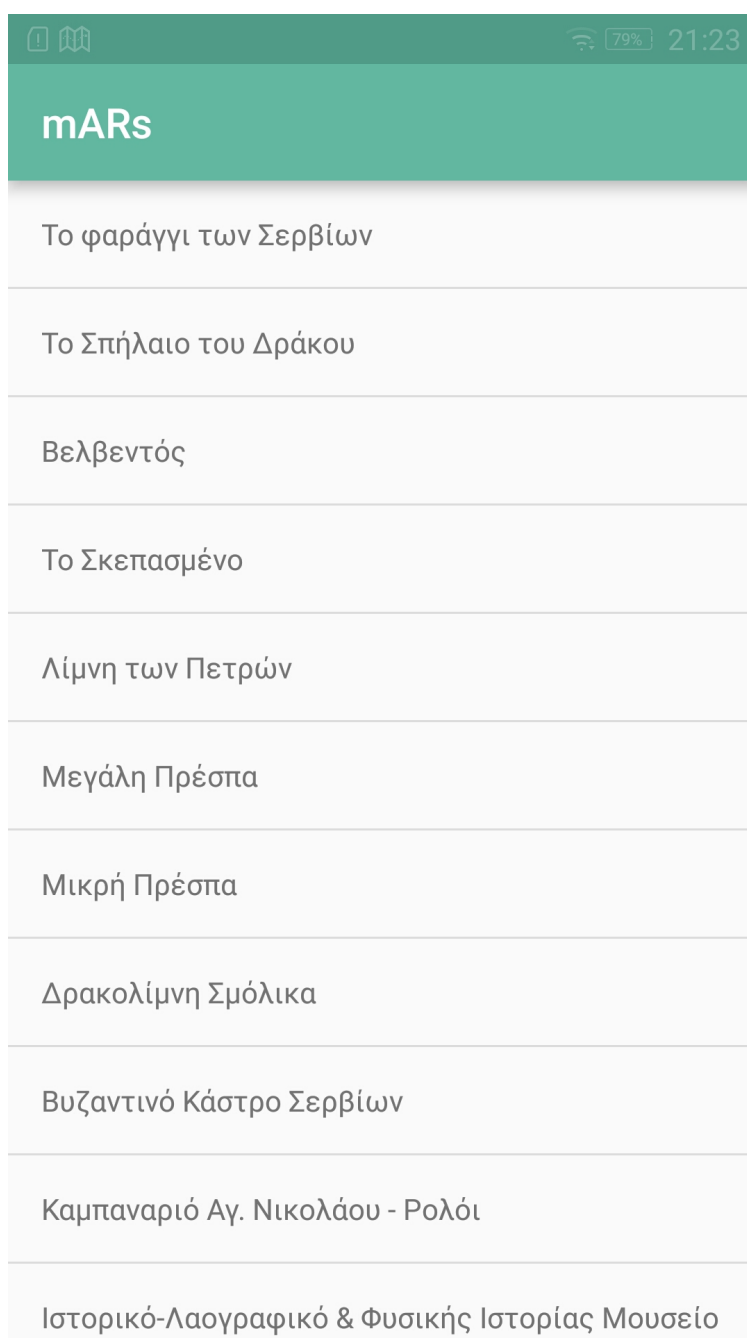 79% 21:23
mARs
Το φαράγγι των Σερβίων
Το Σπήλαιο του Δράκου
Βελβεντός
Το Σκεπασμένο
Λίμνη των Πετρών
Μεγάλη Πρέσπα
Μικρή Πρέσπα
Δρακολίμνη Σμόλικα
Βυζαντινό Κάστρο Σερβίων
Καμπαναριό Αγ. Νικολάου - Ρολόι
Ιστορικό-Λαογραφικό & Φυσικής Ιστορίας Μουσείο